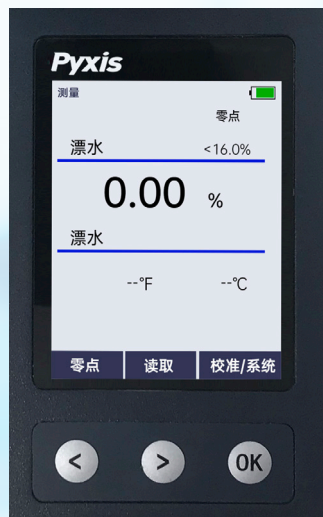 Pyxis
测量
零点
漂水 <16.0%
0.00 %
漂水
--°F --°C
零点 读取 校准/系统
< > OK